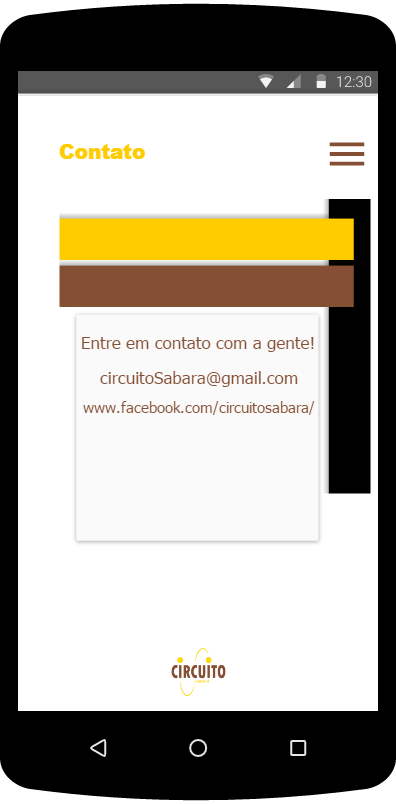 12:30
Contato
Entre em contato com a gente!
circuitoSabara@gmail.com
www.facebook.com/circuitosabara/
CIRCUITO